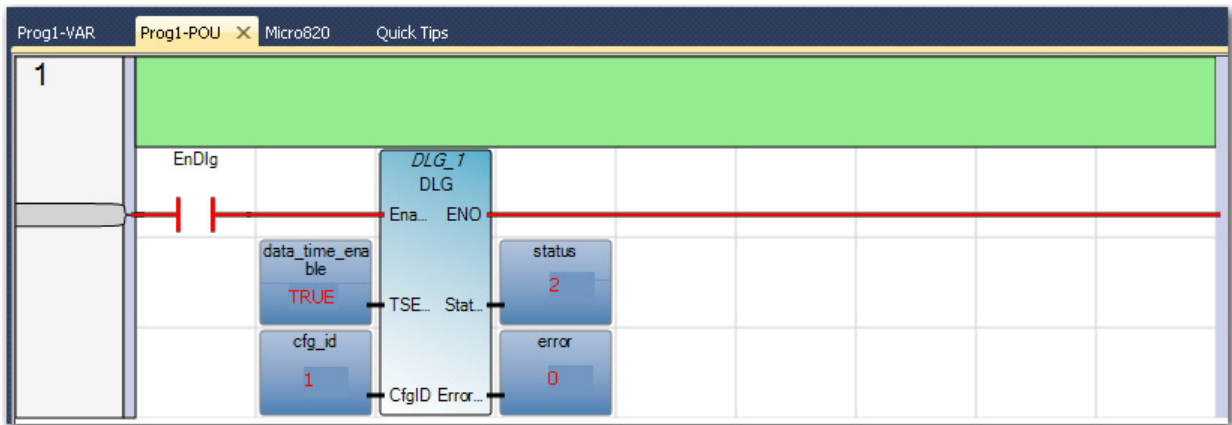 Prog1-VAR Prog1-POU Micro820 Quick Tips
1
EnDlg
DLG_1
DLG
Ena... ENO
data_time_ena
ble
TRUE
status
2
TSE... Stat...
cfg_id
1
error
0
CfgID Error...